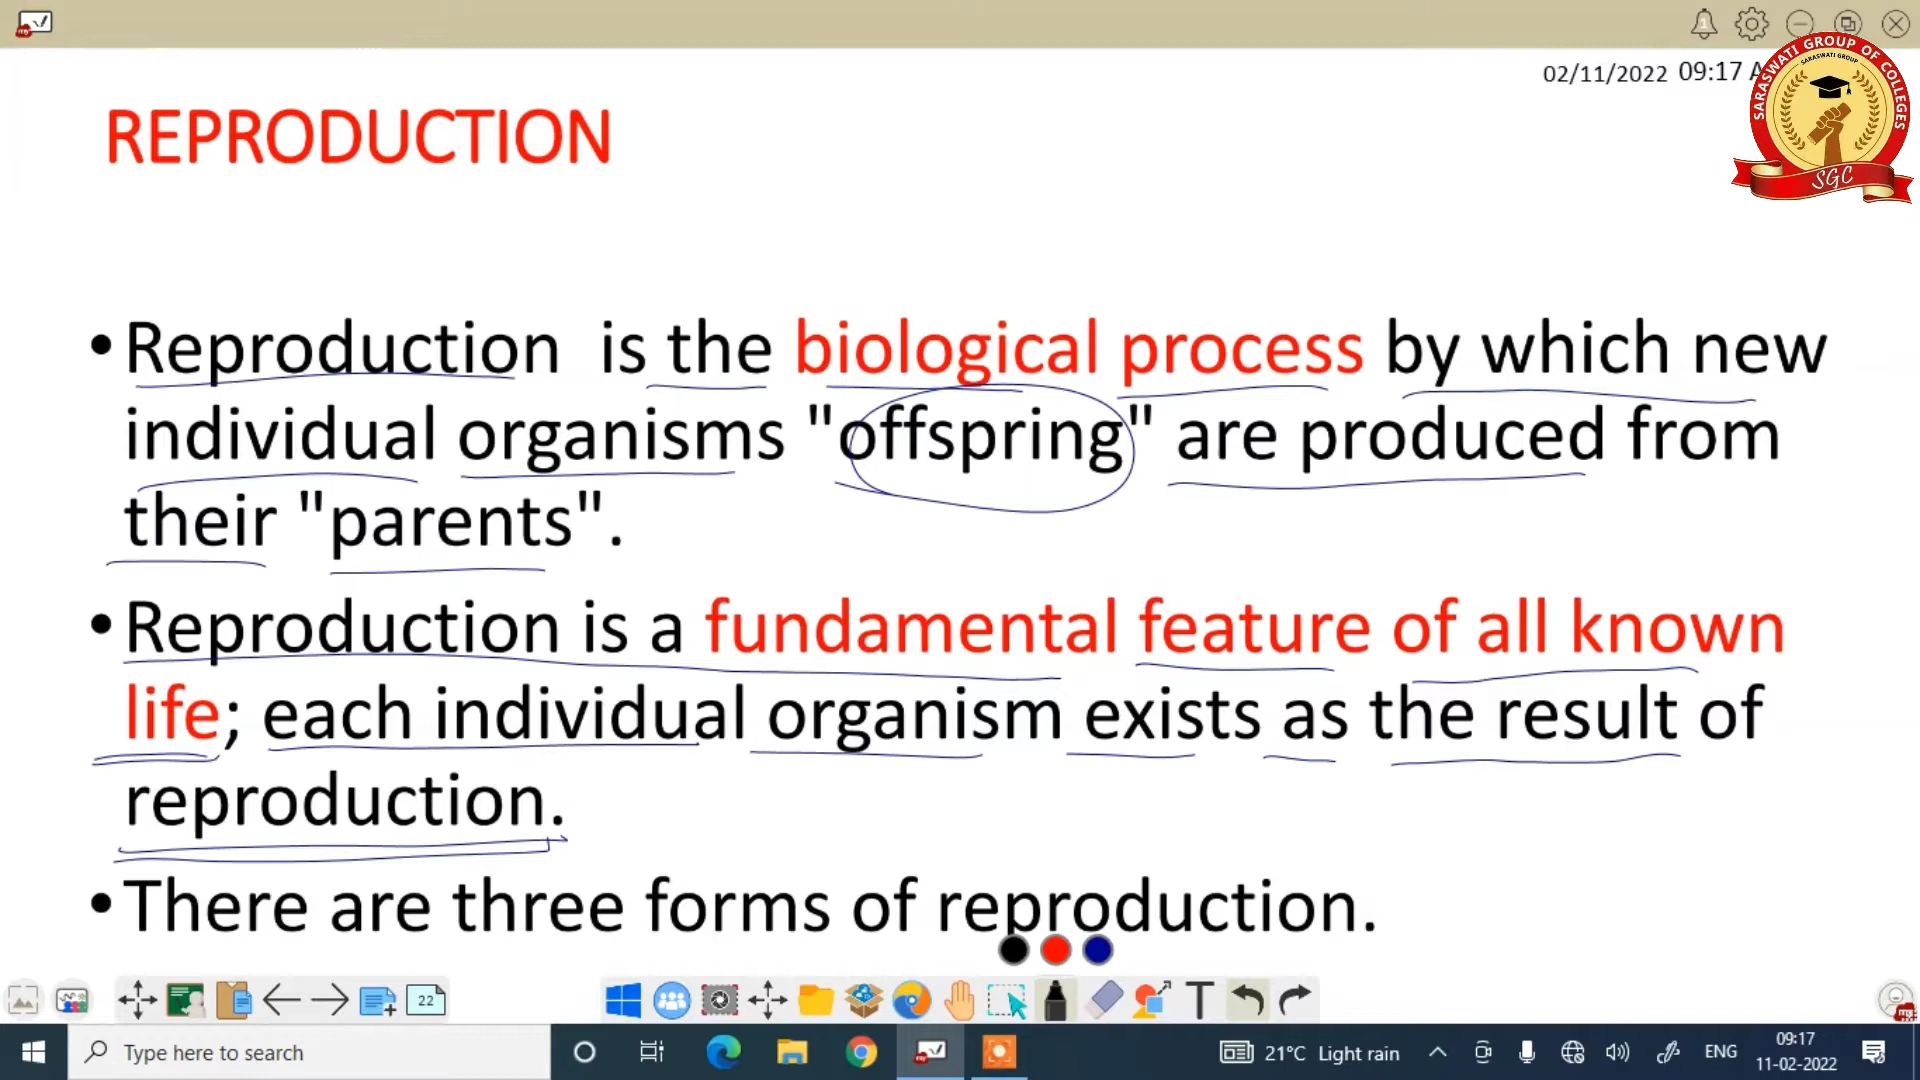 02/11/2022 09:17 A
SARASWATI GROUP OF COLLEGES
SARASWATI GROUP
SGC
REPRODUCTION
•Reproduction is the biological process by which new
individual organisms "offspring" are produced from
their "parents".
•Reproduction is a fundamental feature of all known
life; each individual organism exists as the result of
reproduction.
•There are three forms of reproduction.
22
T
Type here to search
21°C Light rain
ENG
09:17
11-02-2022